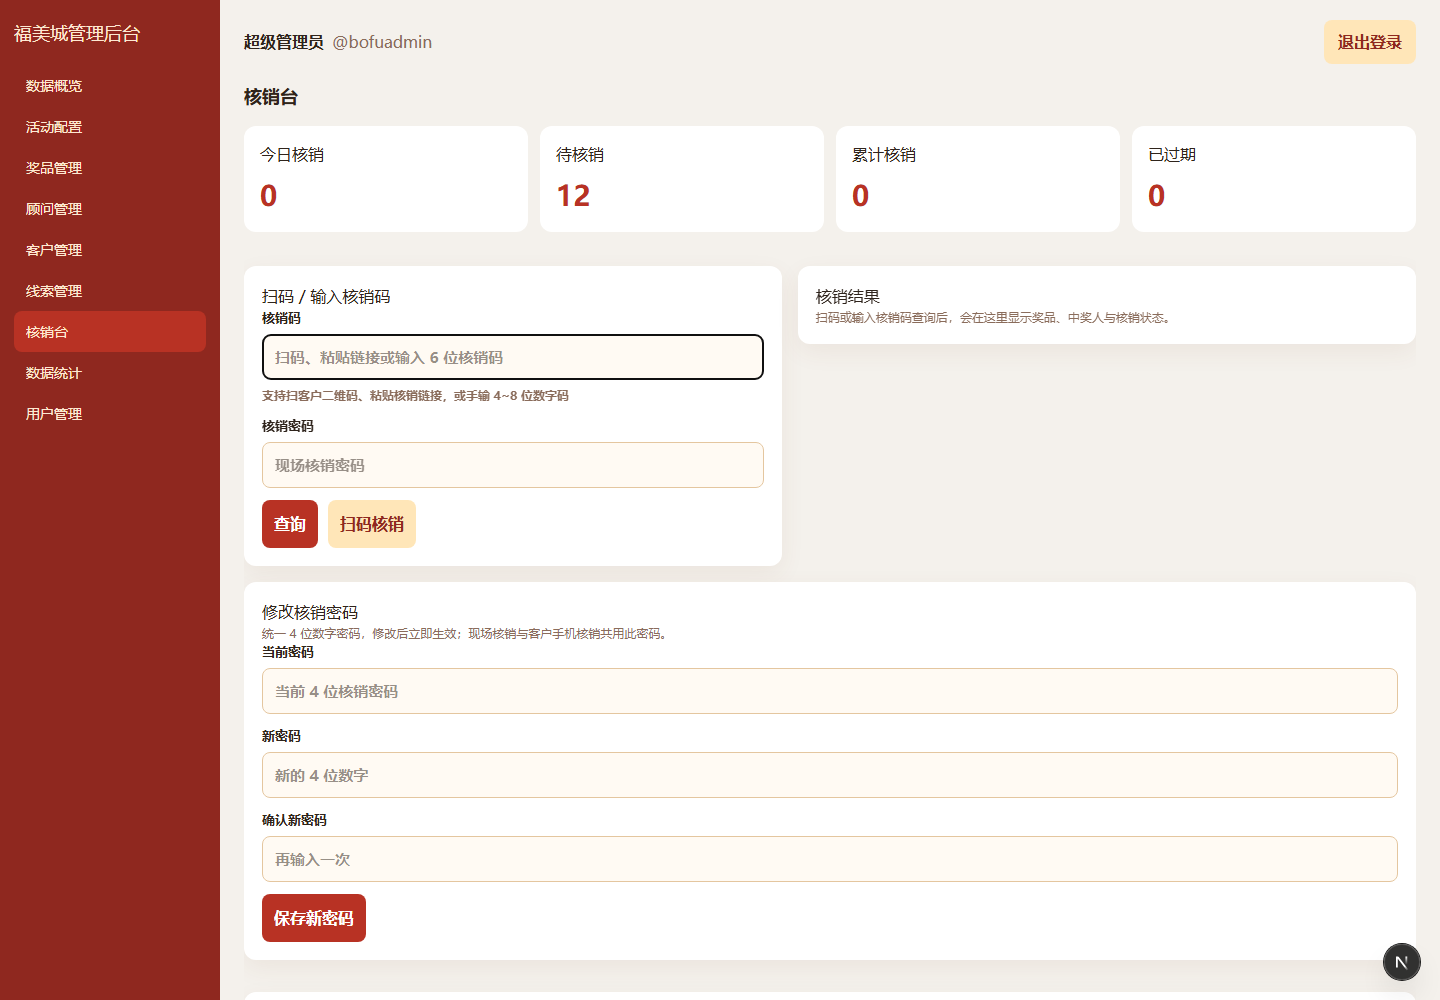 福美城管理后台
数据概览
活动配置
奖品管理
顾问管理
客户管理
线索管理
核销台
数据统计
用户管理
超级管理员 @bofuadmin
退出登录
核销台
今日核销
0
待核销
12
累计核销
0
已过期
0
扫码 / 输入核销码
核销码
扫码、粘贴链接或输入 6 位核销码
支持扫客户二维码、粘贴核销链接，或手输 4~8 位数字码
核销密码
现场核销密码
查询
扫码核销
核销结果
扫码或输入核销码查询后，会在这里显示奖品、中奖人与核销状态。
修改核销密码
统一 4 位数字密码，修改后立即生效；现场核销与客户手机核销共用此密码。
当前密码
当前 4 位核销密码
新密码
新的 4 位数字
确认新密码
再输入一次
保存新密码
N